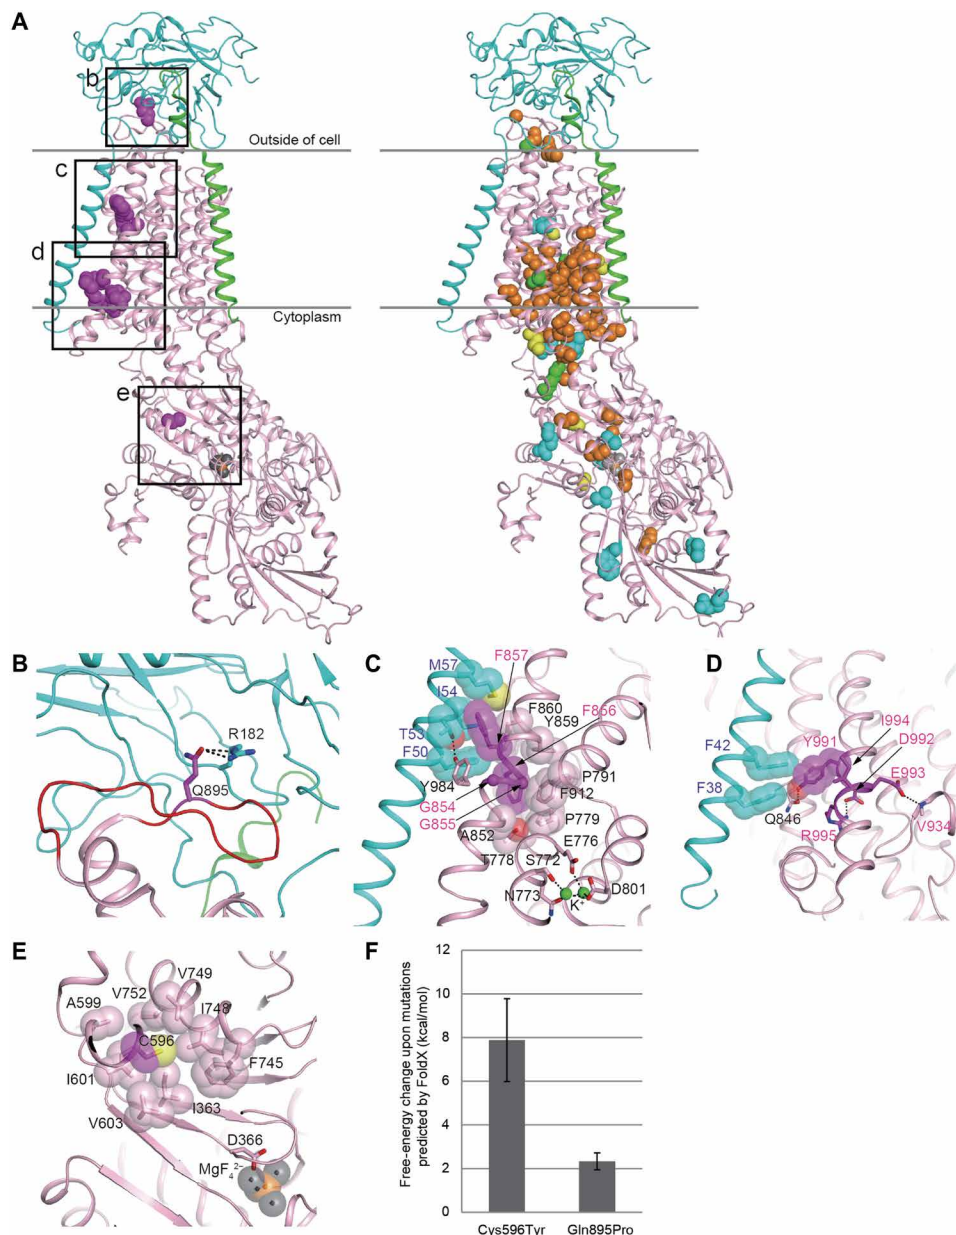 A
b
Outside of cell
c
d
Cytoplasm
e
B
R182
Q895
C
M57
F857
I54
F860
T53
Y859
F856
F50
P791
Y984
F912
G854
G855
P779
A852
E776
T778
S772
N773
D801
K⁺
D
I994
F42
Y991
D992
E993
F38
Q846
R995
V934
E
V749
V752
A599
I748
C596
F745
I601
V603
I363
D366
MgF₄²⁻
F
Free-energy change upon mutations
predicted by FoldX (kcal/mol)
12
10
8
6
4
2
0
Cys596Tyr
Gln895Pro